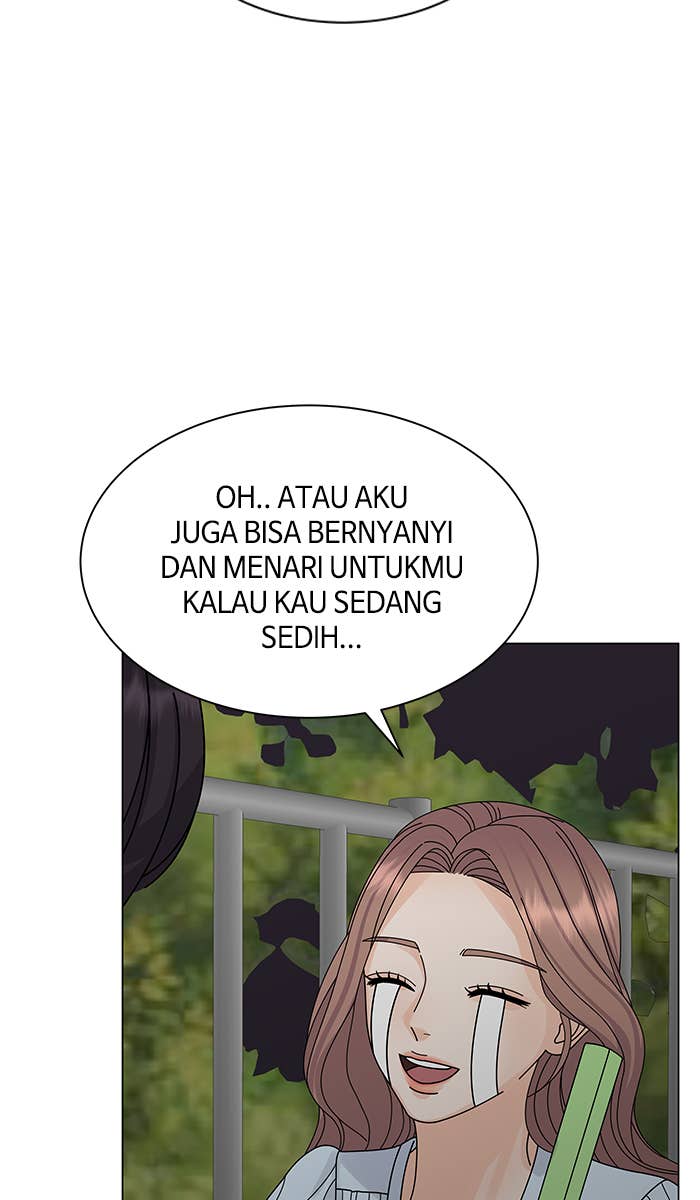 OH.. ATAU AKU
JUGA BISA BERNYANYI
DAN MENARI UNTUKMU
KALAU KAU SEDANG
SEDIH...